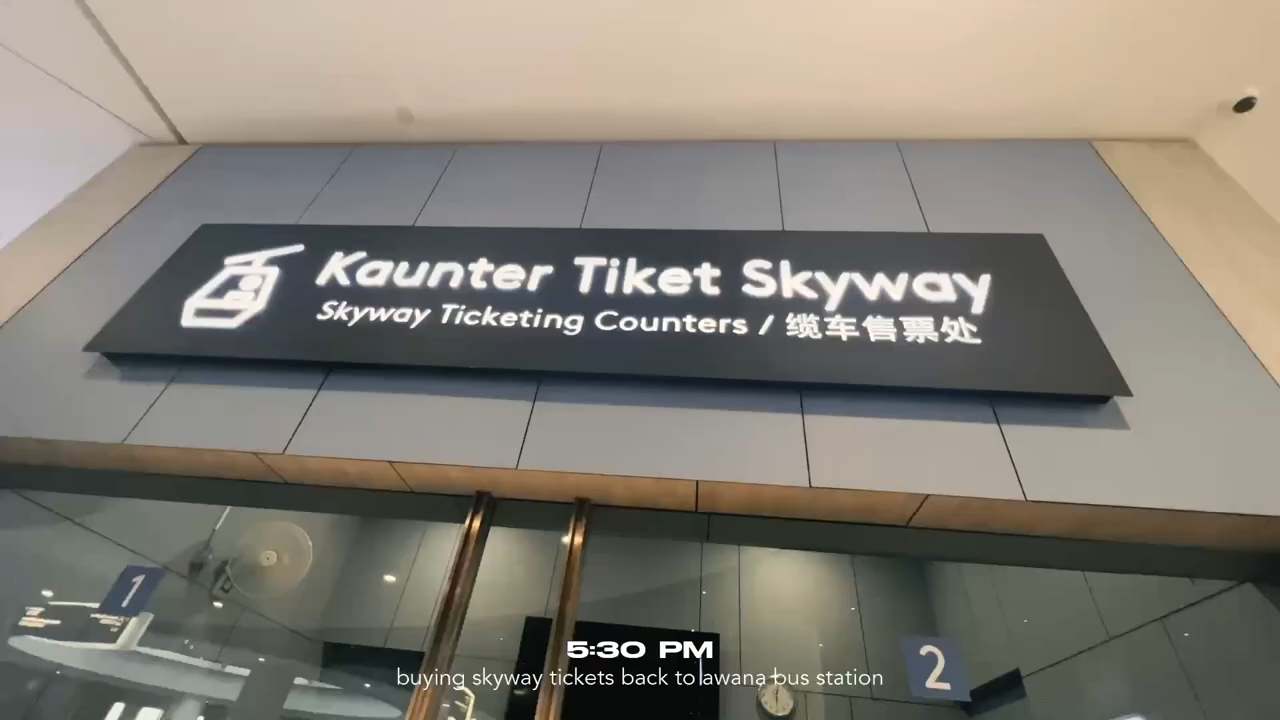 Kaunter Tiket Skyway
Skyway Ticketing Counters / 缆车售票处
1
2
5:30 PM
buying skyway tickets back to awana bus station